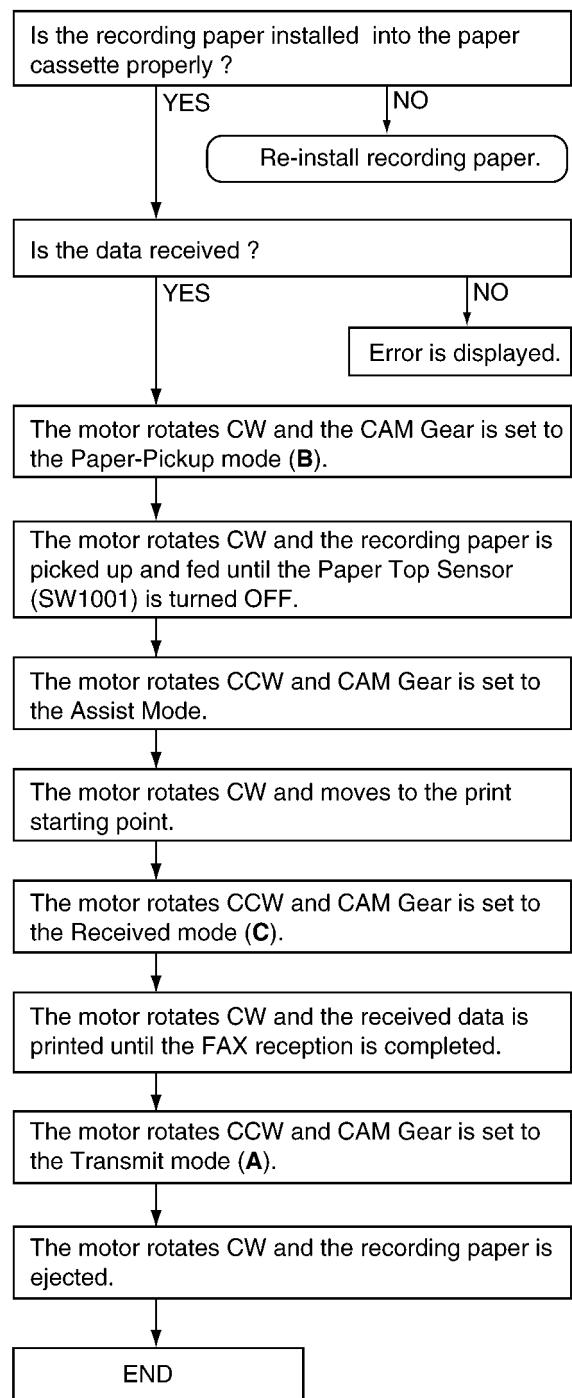 Is the recording paper installed into the paper
cassette properly ?
YES
NO
Re-install recording paper.
Is the data received ?
YES
NO
Error is displayed.
The motor rotates CW and the CAM Gear is set to
the Paper-Pickup mode (B).
The motor rotates CW and the recording paper is
picked up and fed until the Paper Top Sensor
(SW1001) is turned OFF.
The motor rotates CCW and CAM Gear is set to
the Assist Mode.
The motor rotates CW and moves to the print
starting point.
The motor rotates CCW and CAM Gear is set to
the Received mode (C).
The motor rotates CW and the received data is
printed until the FAX reception is completed.
The motor rotates CCW and CAM Gear is set to
the Transmit mode (A).
The motor rotates CW and the recording paper is
ejected.
END